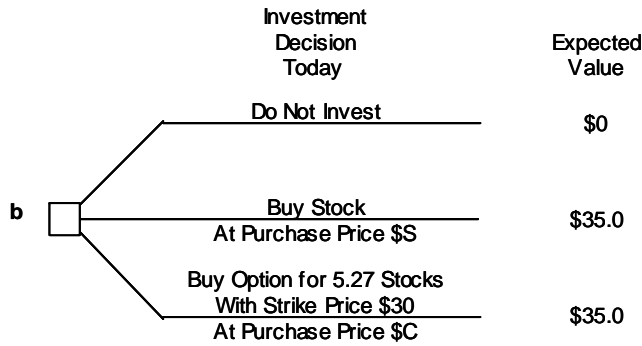 Investment
Decision
Today
Expected
Value
Do Not Invest
$0
b
Buy Stock
At Purchase Price $S
$35.0
Buy Option for 5.27 Stocks
With Strike Price $30
At Purchase Price $C
$35.0